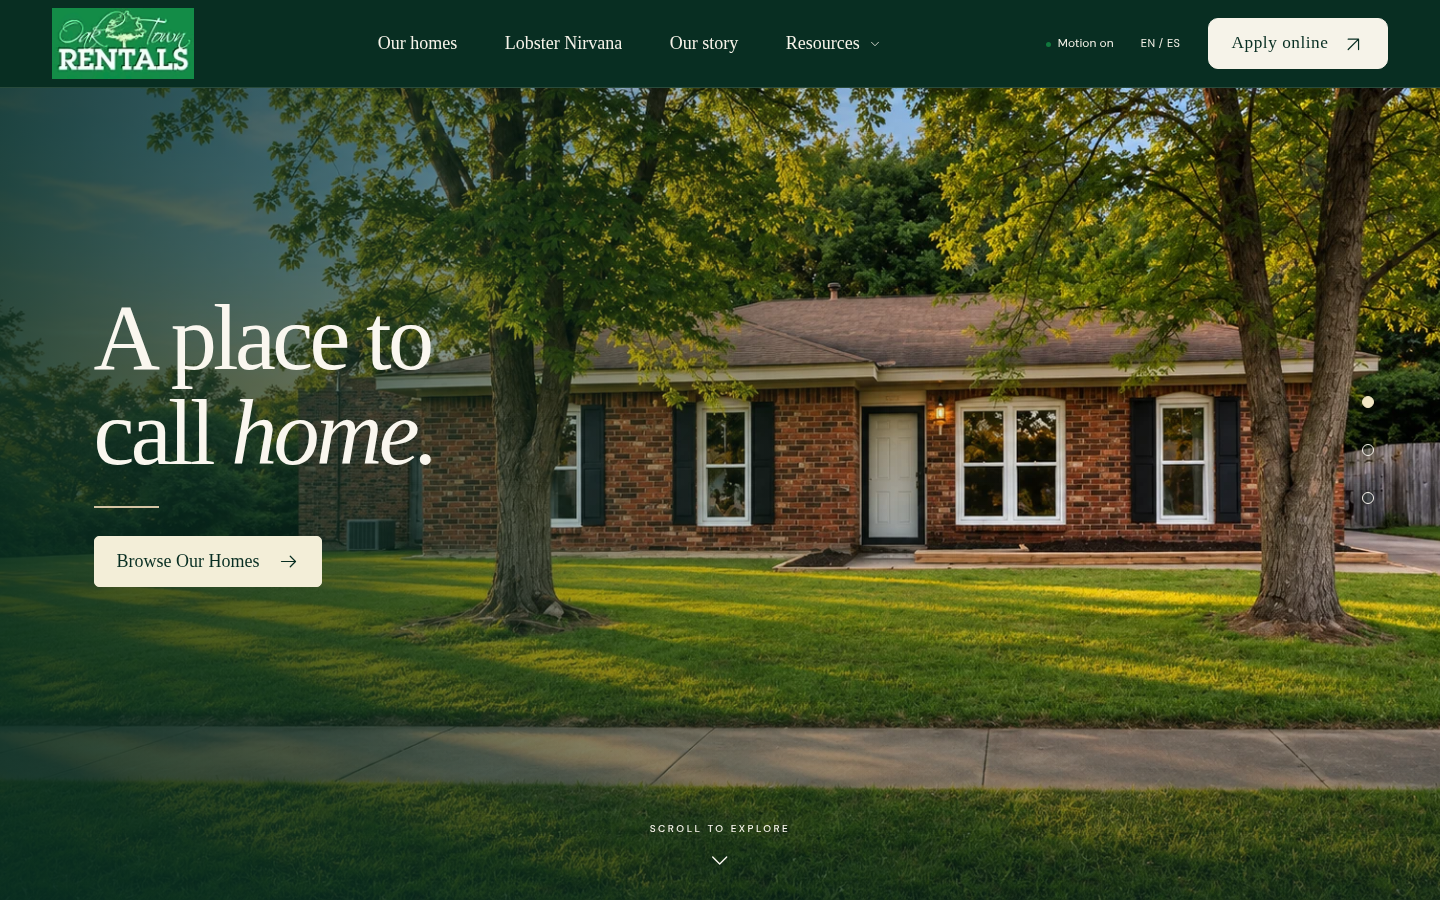 Oak Town
RENTALS
Our homes
Lobster Nirvana
Our story
Resources
Motion on
EN / ES
Apply online
A place to
call home.
Browse Our Homes
SCROLL TO EXPLORE